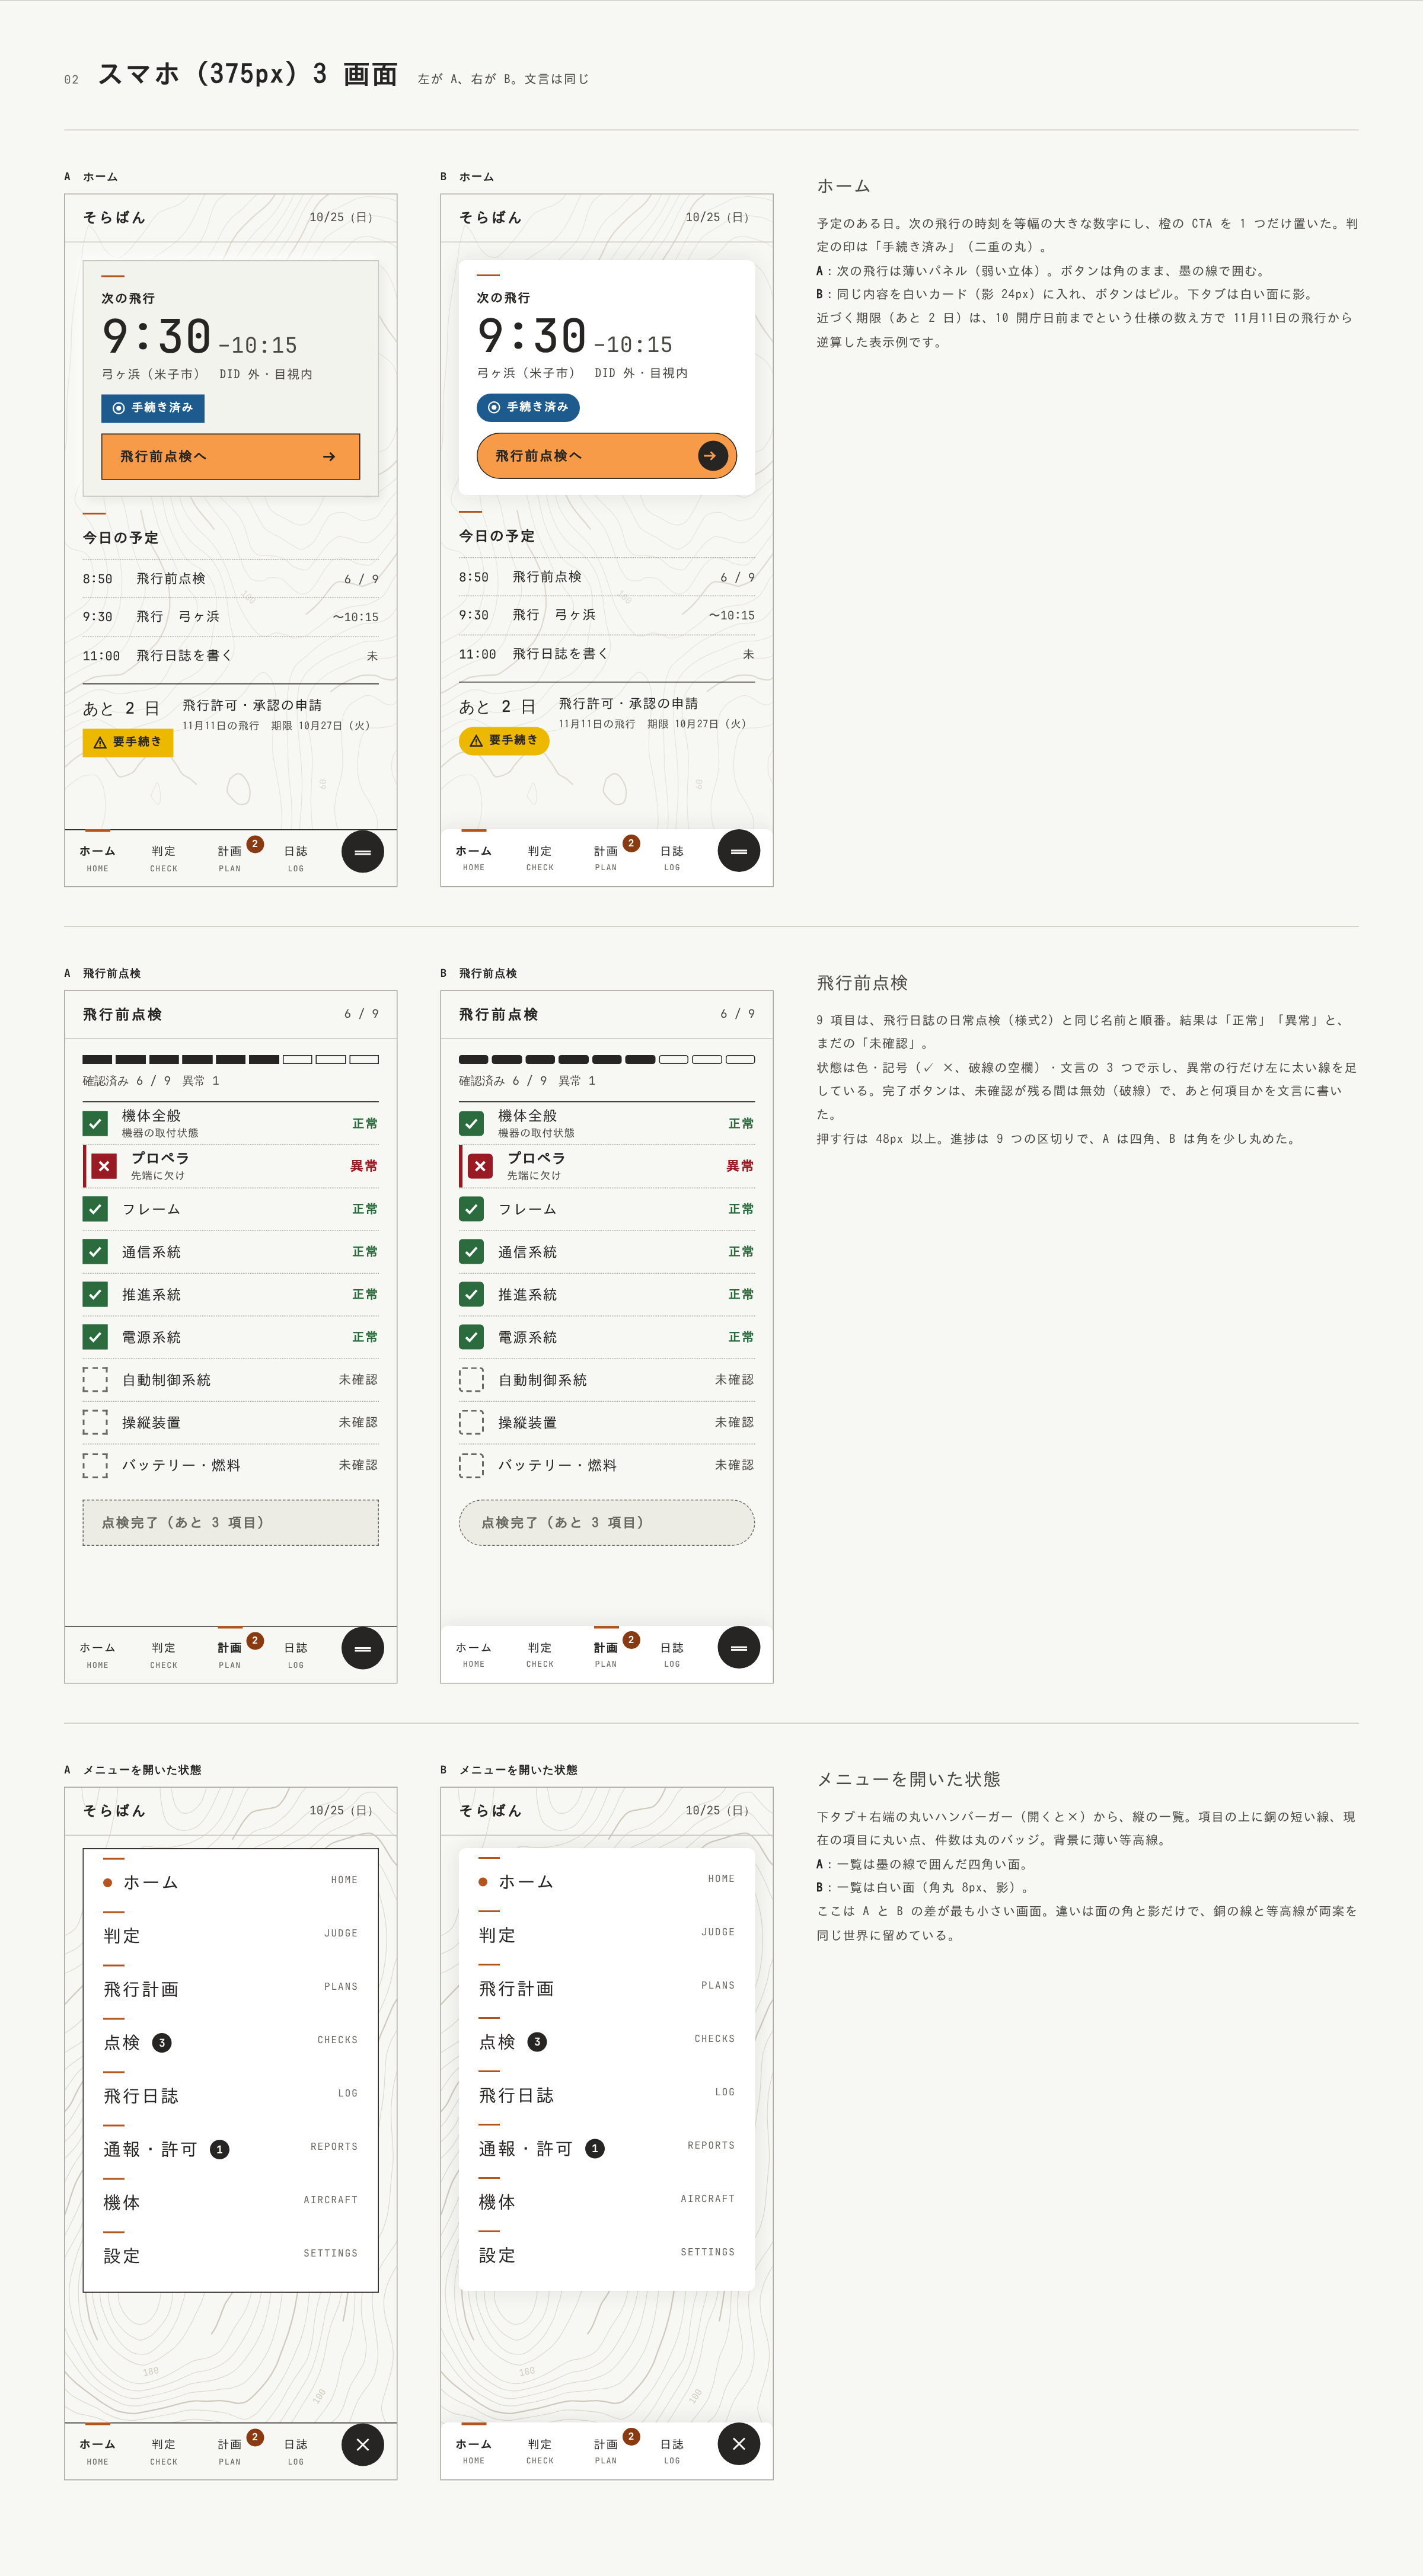 02 スマホ（375px）3 画面 左が A、右が B。文言は同じ
A ホーム
そらばん 10/25（日）
次の飛行
9:30 –10:15
弓ヶ浜（米子市） DID 外・目視内
手続き済み
飛行前点検へ →
今日の予定
8:50 飛行前点検 6 / 9
9:30 飛行 弓ヶ浜 〜10:15
11:00 飛行日誌を書く 未
あと 2 日 飛行許可・承認の申請
11月11日の飛行 期限 10月27日（火）
要手続き
100
60
ホーム 判定 計画 2 日誌
HOME CHECK PLAN LOG
B ホーム
そらばん 10/25（日）
次の飛行
9:30 –10:15
弓ヶ浜（米子市） DID 外・目視内
手続き済み
飛行前点検へ →
今日の予定
8:50 飛行前点検 6 / 9
9:30 飛行 弓ヶ浜 〜10:15
11:00 飛行日誌を書く 未
あと 2 日 飛行許可・承認の申請
11月11日の飛行 期限 10月27日（火）
要手続き
100
60
ホーム 判定 計画 2 日誌
HOME CHECK PLAN LOG
ホーム
予定のある日。次の飛行の時刻を等幅の大きな数字にし、橙の CTA を 1 つだけ置いた。判
定の印は「手続き済み」（二重の丸）。
A：次の飛行は薄いパネル（弱い立体）。ボタンは角のまま、墨の線で囲む。
B：同じ内容を白いカード（影 24px）に入れ、ボタンはピル。下タブは白い面に影。
近づく期限（あと 2 日）は、10 開庁日前までという仕様の数え方で 11月11日の飛行から
逆算した表示例です。
A 飛行前点検
飛行前点検 6 / 9
確認済み 6 / 9 異常 1
機体全般 正常
機器の取付状態
プロペラ 異常
先端に欠け
フレーム 正常
通信系統 正常
推進系統 正常
電源系統 正常
自動制御系統 未確認
操縦装置 未確認
バッテリー・燃料 未確認
点検完了（あと 3 項目）
ホーム 判定 計画 2 日誌
HOME CHECK PLAN LOG
B 飛行前点検
飛行前点検 6 / 9
確認済み 6 / 9 異常 1
機体全般 正常
機器の取付状態
プロペラ 異常
先端に欠け
フレーム 正常
通信系統 正常
推進系統 正常
電源系統 正常
自動制御系統 未確認
操縦装置 未確認
バッテリー・燃料 未確認
点検完了（あと 3 項目）
ホーム 判定 計画 2 日誌
HOME CHECK PLAN LOG
飛行前点検
9 項目は、飛行日誌の日常点検（様式2）と同じ名前と順番。結果は「正常」「異常」と、
まだの「未確認」。
状態は色・記号（✓ ×、破線の空欄）・文言の 3 つで示し、異常の行だけ左に太い線を足
している。完了ボタンは、未確認が残る間は無効（破線）で、あと何項目かを文言に書い
た。
押す行は 48px 以上。進捗は 9 つの区切りで、A は四角、B は角を少し丸めた。
A メニューを開いた状態
そらばん 10/25（日）
ホーム HOME
判定 JUDGE
飛行計画 PLANS
点検 3 CHECKS
飛行日誌 LOG
通報・許可 1 REPORTS
機体 AIRCRAFT
設定 SETTINGS
180
100
ホーム 判定 計画 2 日誌
HOME CHECK PLAN LOG
B メニューを開いた状態
そらばん 10/25（日）
ホーム HOME
判定 JUDGE
飛行計画 PLANS
点検 3 CHECKS
飛行日誌 LOG
通報・許可 1 REPORTS
機体 AIRCRAFT
設定 SETTINGS
180
100
ホーム 判定 計画 2 日誌
HOME CHECK PLAN LOG
メニューを開いた状態
下タブ＋右端の丸いハンバーガー（開くと×）から、縦の一覧。項目の上に銅の短い線、現
在の項目に丸い点、件数は丸のバッジ。背景に薄い等高線。
A：一覧は墨の線で囲んだ四角い面。
B：一覧は白い面（角丸 8px、影）。
ここは A と B の差が最も小さい画面。違いは面の角と影だけで、銅の線と等高線が両案を
同じ世界に留めている。